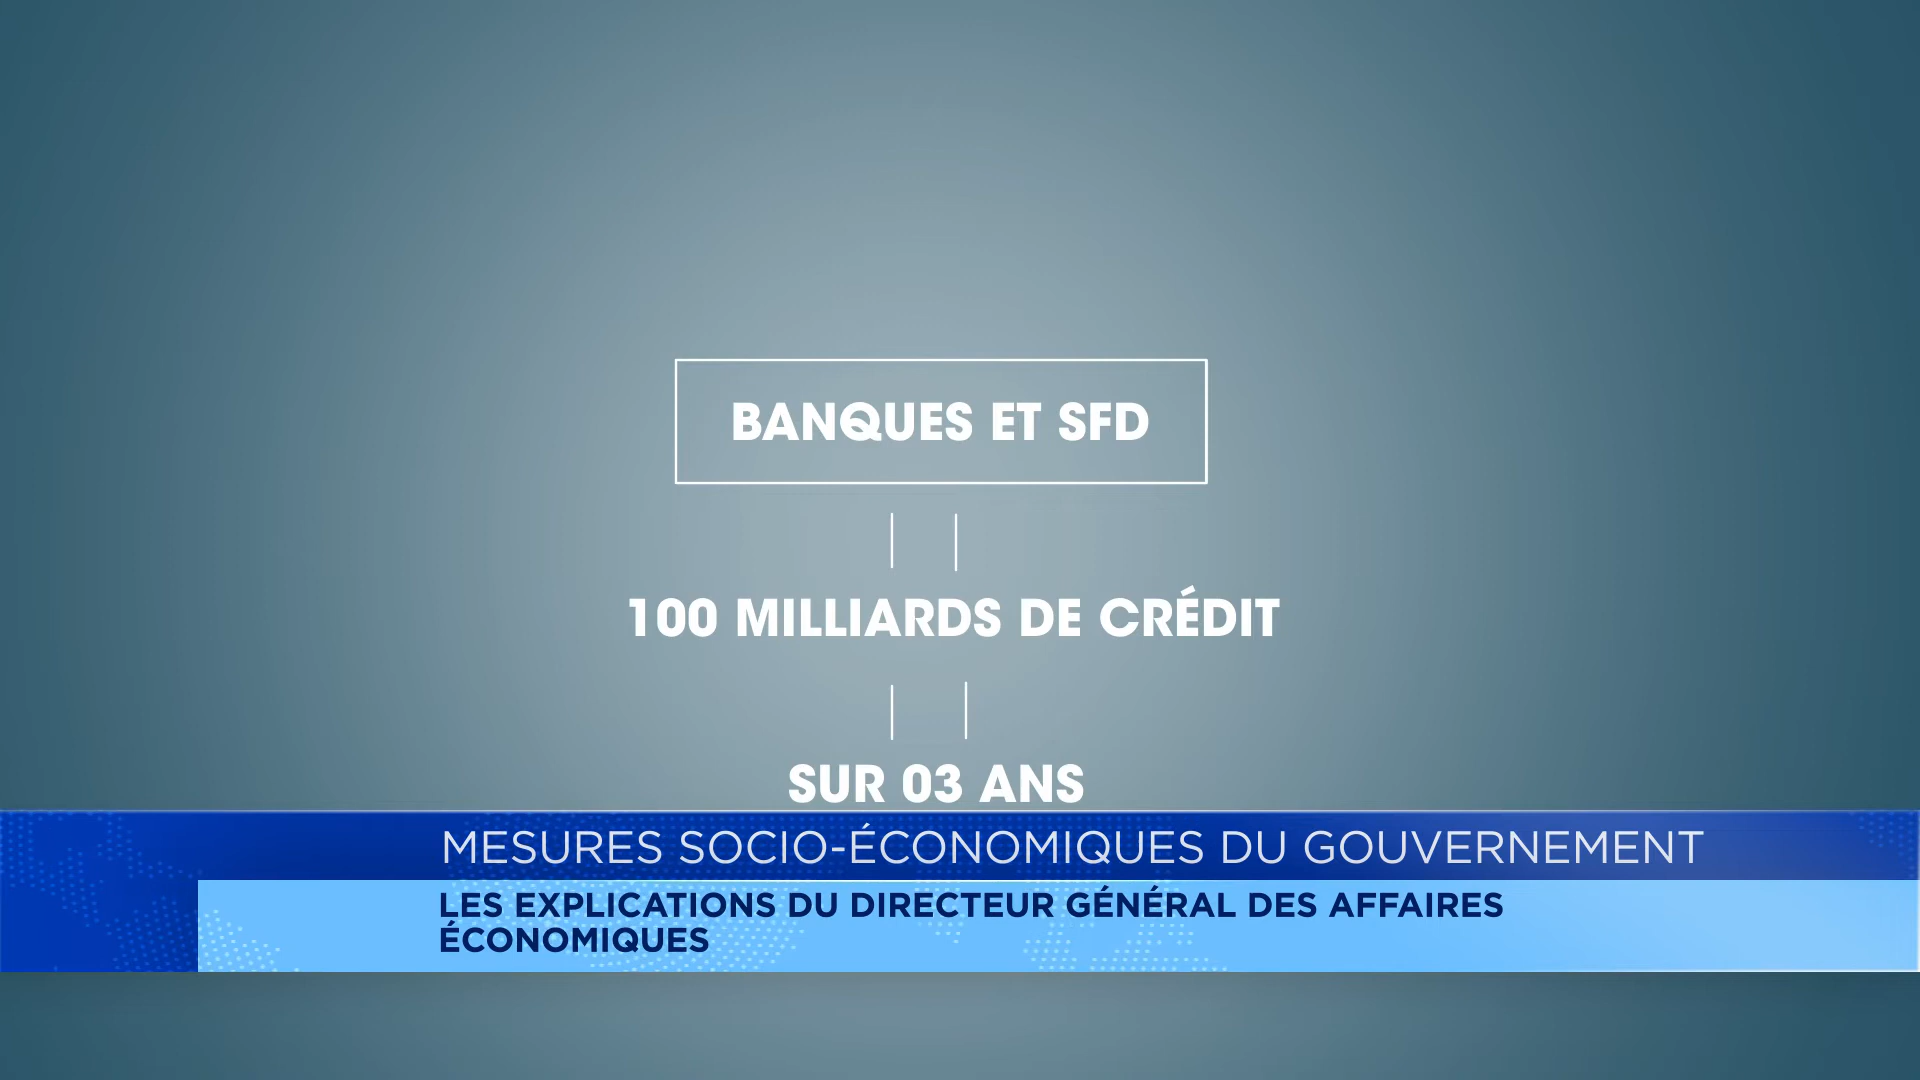 BANQUES ET SFD
100 MILLIARDS DE CRÉDIT
SUR 03 ANS
MESURES SOCIO-ÉCONOMIQUES DU GOUVERNEMENT
LES EXPLICATIONS DU DIRECTEUR GÉNÉRAL DES AFFAIRES
ÉCONOMIQUES